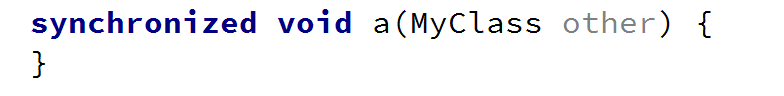 synchronized void a(MyClass other) {
}